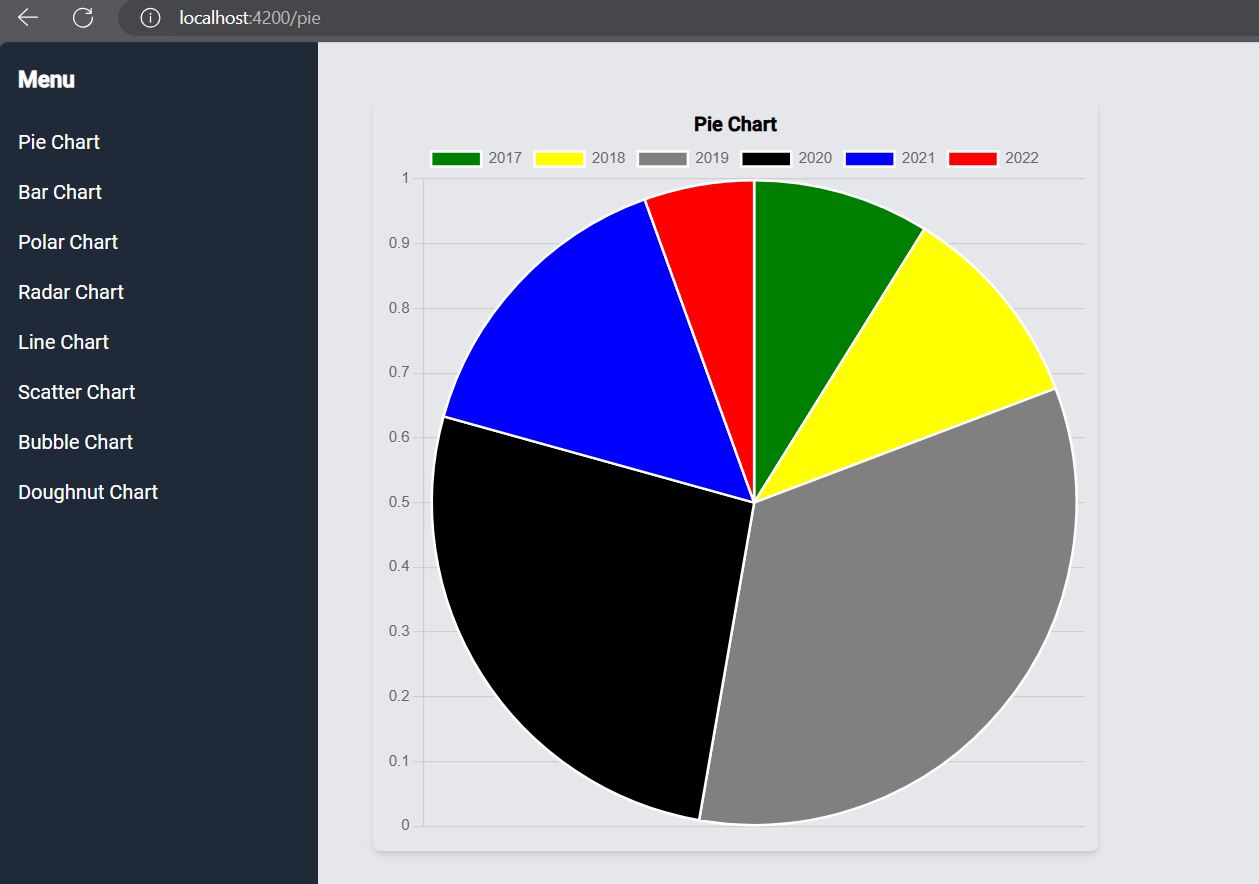 localhost:4200/pie
Menu
Pie Chart
Bar Chart
Polar Chart
Radar Chart
Line Chart
Scatter Chart
Bubble Chart
Doughnut Chart
Pie Chart
2017 2018 2019 2020 2021 2022
1
0.9
0.8
0.7
0.6
0.5
0.4
0.3
0.2
0.1
0